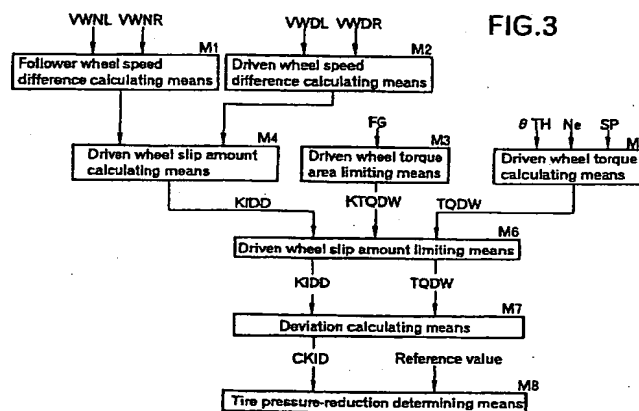 FIG.3
VWNL VWNR
VWDL VWDR
M1
Follower wheel speed
difference calculating means
M2
Driven wheel speed
difference calculating means
M4
Driven wheel slip amount
calculating means
FG
M3
Driven wheel torque
area limiting means
θ TH Ne SP
M
Driven wheel torque
calculating means
KIDD
KTQDW
TQDW
M6
Driven wheel slip amount limiting means
KIDD
TQDW
M7
Deviation calculating means
CKID
Reference value
M8
Tire pressure-reduction determining means